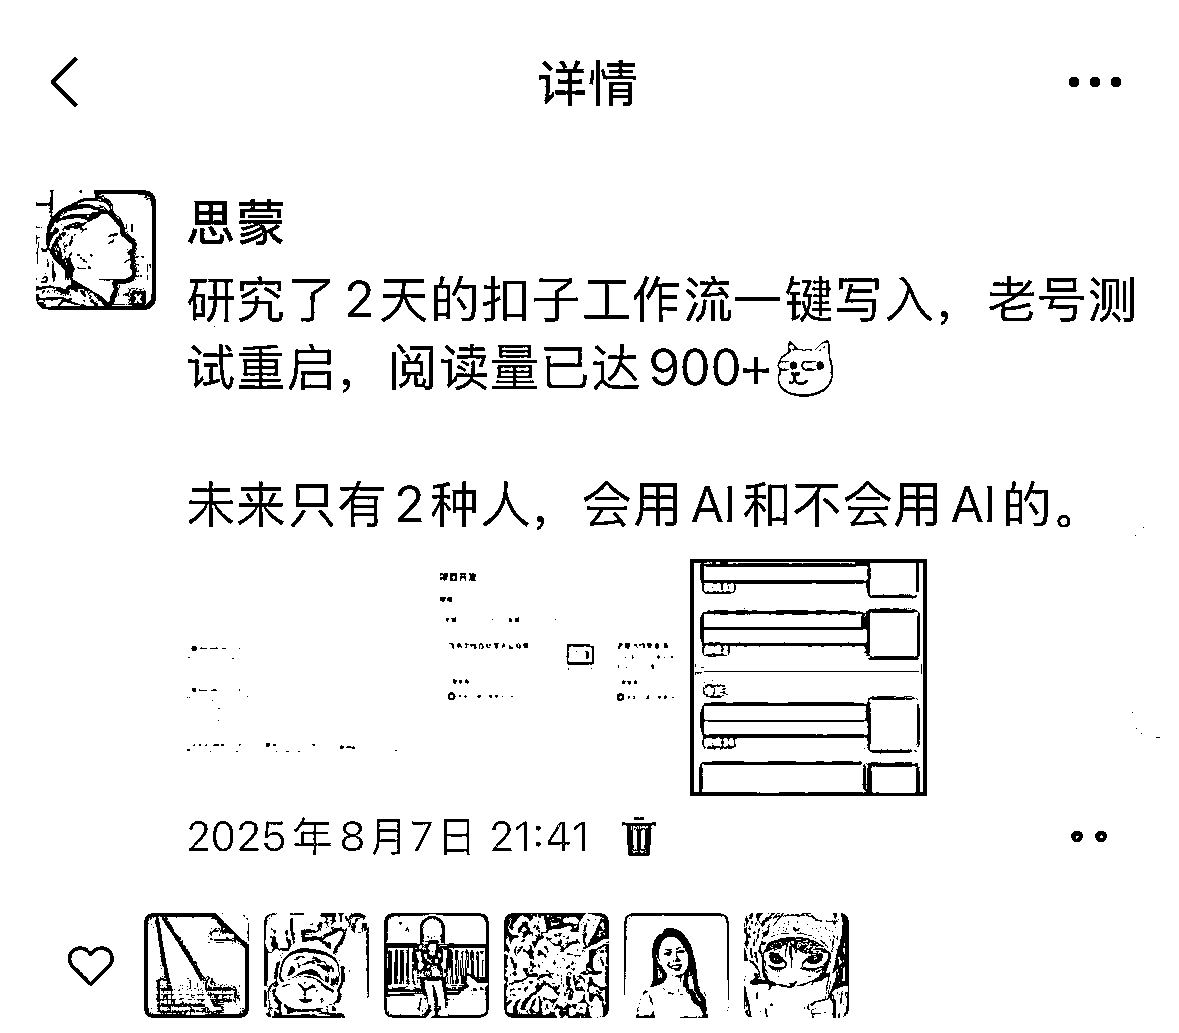 详情
思蒙
研究了2天的扣子工作流一键写入，老号测
试重启，阅读量已达900+
未来只有2种人，会用AI和不会用AI的。
2025年8月7日 21:41